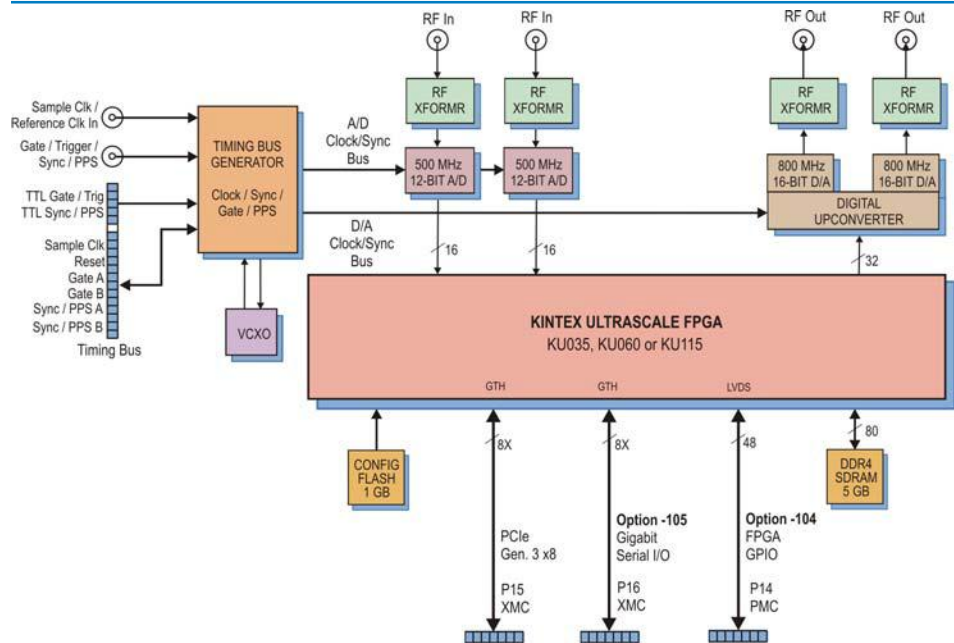 RF In
RF In
RF Out
RF Out
RF
XFORMR
RF
XFORMR
RF
XFORMR
RF
XFORMR
Sample Clk /
Reference Clk In
Gate / Trigger /
Sync / PPS
TTL Gate / Trig
TTL Sync / PPS
Sample Clk
Reset
Gate A
Gate B
Sync / PPS A
Sync / PPS B
Timing Bus
TIMING BUS
GENERATOR
Clock / Sync /
Gate / PPS
VCXO
A/D
Clock/Sync
Bus
500 MHz
12-BIT A/D
500 MHz
12-BIT A/D
800 MHz
16-BIT D/A
800 MHz
16-BIT D/A
DIGITAL
UPCONVERTER
D/A
Clock/Sync
Bus
16
16
32
KINTEX ULTRASCALE FPGA
KU035, KU060 or KU115
GTH
GTH
LVDS
8X
8X
48
80
CONFIG
FLASH
1 GB
DDR4
SDRAM
5 GB
PCIe
Gen. 3 x8
P15
XMC
Option -105
Gigabit
Serial I/O
P16
XMC
Option -104
FPGA
GPIO
P14
PMC